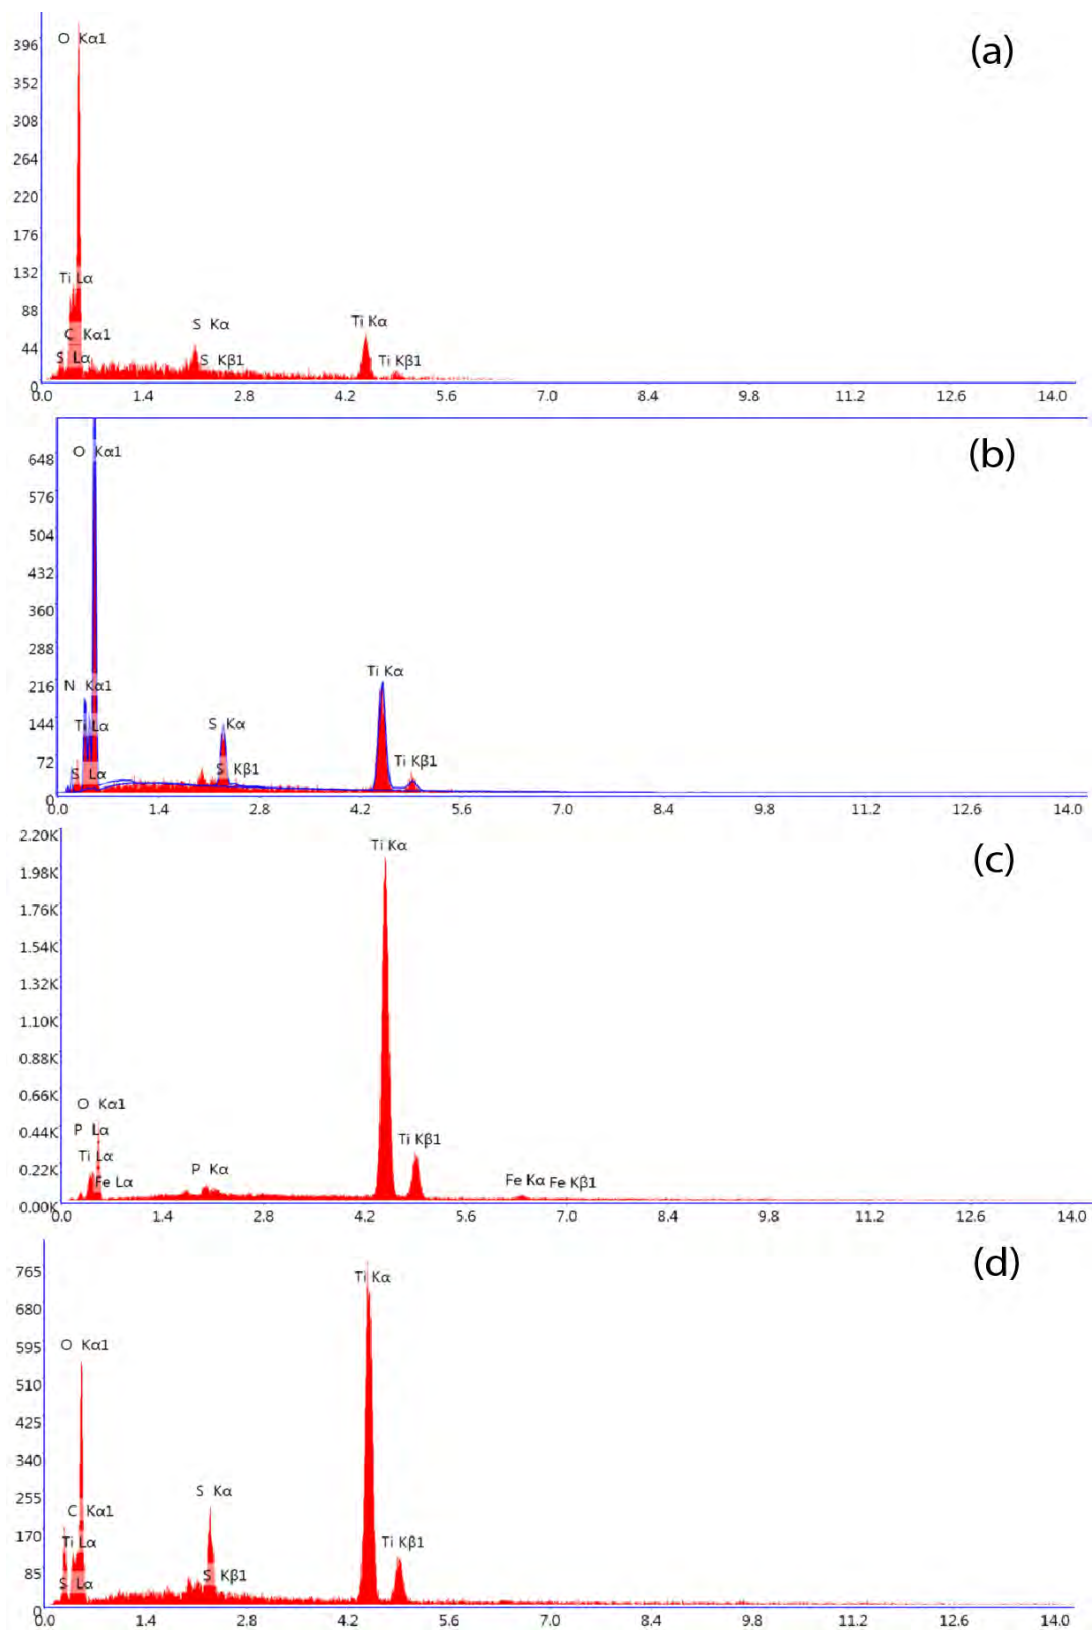 (a)
396
O Kα1
352
308
264
220
176
132
Ti Lα
88
C Kα1
S Kα
Ti Kα
44
S Lα
S Kβ1
Ti Kβ1
0
0.0 1.4 2.8 4.2 5.6 7.0 8.4 9.8 11.2 12.6 14.0
(b)
648
O Kα1
576
504
432
360
288
216
N Kα1
Ti Kα
144
Ti Lα
S Kα
72
S Lα
S Kβ1
Ti Kβ1
0
0.0 1.4 2.8 4.2 5.6 7.0 8.4 9.8 11.2 12.6 14.0
2.20K
Ti Kα
(c)
1.98K
1.76K
1.54K
1.32K
1.10K
0.88K
0.66K
O Kα1
0.44K
P Lα
Ti Kβ1
0.22K
Ti Lα
P Kα
Fe Lα
Fe Kα Fe Kβ1
0.00K
0.0 1.4 2.8 4.2 5.6 7.0 8.4 9.8 11.2 12.6 14.0
(d)
765
Ti Kα
680
595
O Kα1
510
425
340
255
S Kα
C Kα1
170
Ti Lα
Ti Kβ1
85
S Lα
S Kβ1
0
0.0 1.4 2.8 4.2 5.6 7.0 8.4 9.8 11.2 12.6 14.0